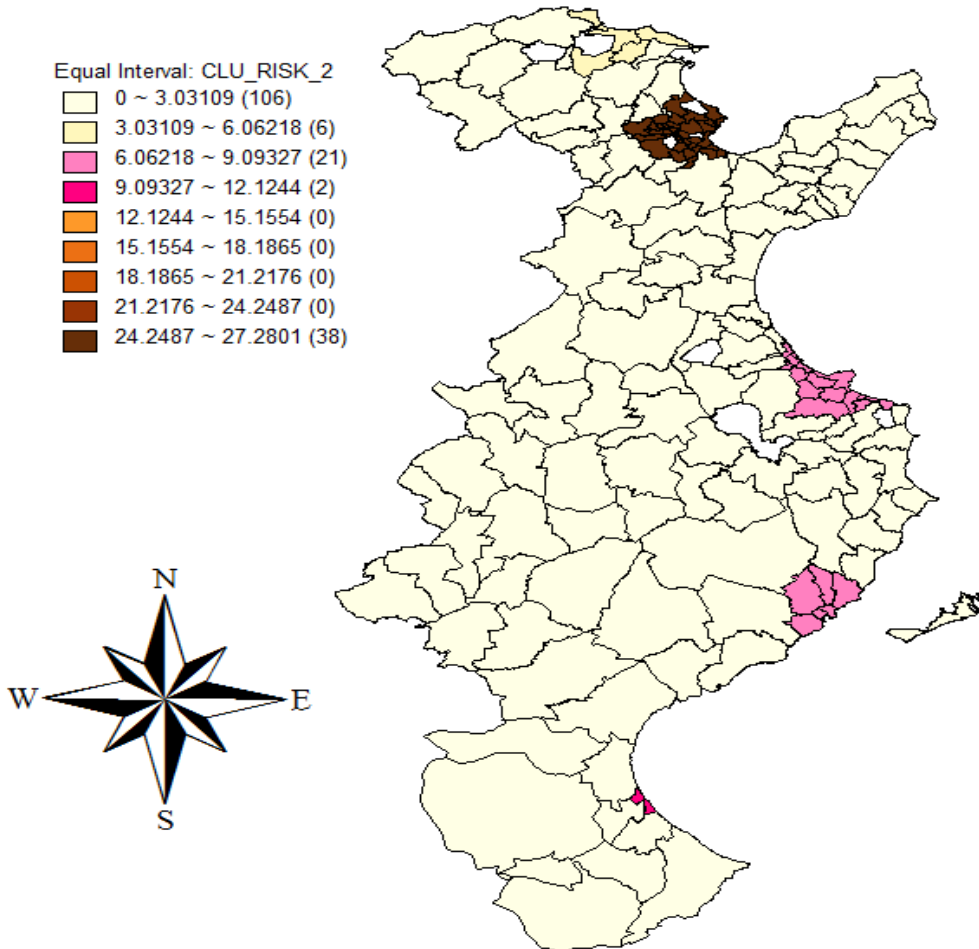 Equal Interval: CLU_RISK_2
0 ~ 3.03109 (106)
3.03109 ~ 6.06218 (6)
6.06218 ~ 9.09327 (21)
9.09327 ~ 12.1244 (2)
12.1244 ~ 15.1554 (0)
15.1554 ~ 18.1865 (0)
18.1865 ~ 21.2176 (0)
21.2176 ~ 24.2487 (0)
24.2487 ~ 27.2801 (38)
N
W E
S